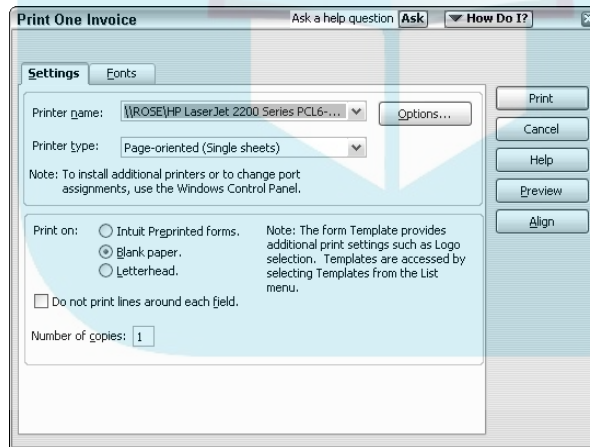 Print One Invoice
Ask a help question Ask How Do I?
Settings Fonts
Printer name: \\ROSE\HP LaserJet 2200 Series PCL6-... Options...
Printer type: Page-oriented (Single sheets)
Note: To install additional printers or to change port
assignments, use the Windows Control Panel.
Print on: Intuit Preprinted forms.
Blank paper.
Letterhead.
Note: The form Template provides
additional print settings such as Logo
selection. Templates are accessed by
selecting Templates from the List
menu.
Do not print lines around each field.
Number of copies: 1
Print
Cancel
Help
Preview
Align